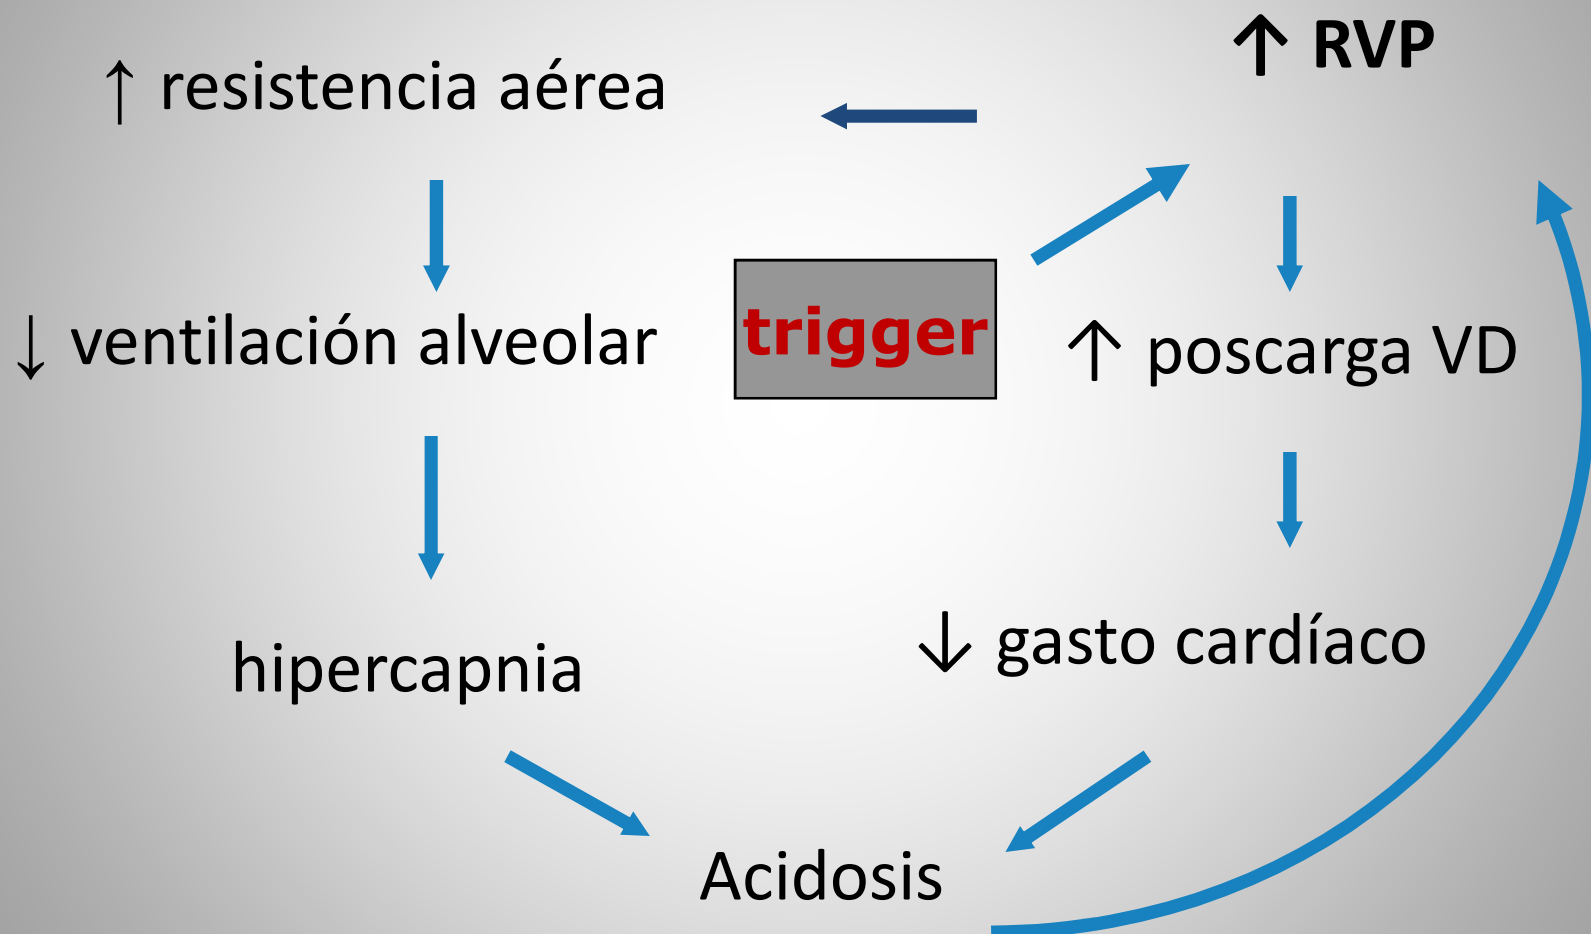 ↑ RVP
↑ resistencia aérea
↓ ventilación alveolar
trigger
↑ poscarga VD
↓ gasto cardíaco
hipercapnia
Acidosis